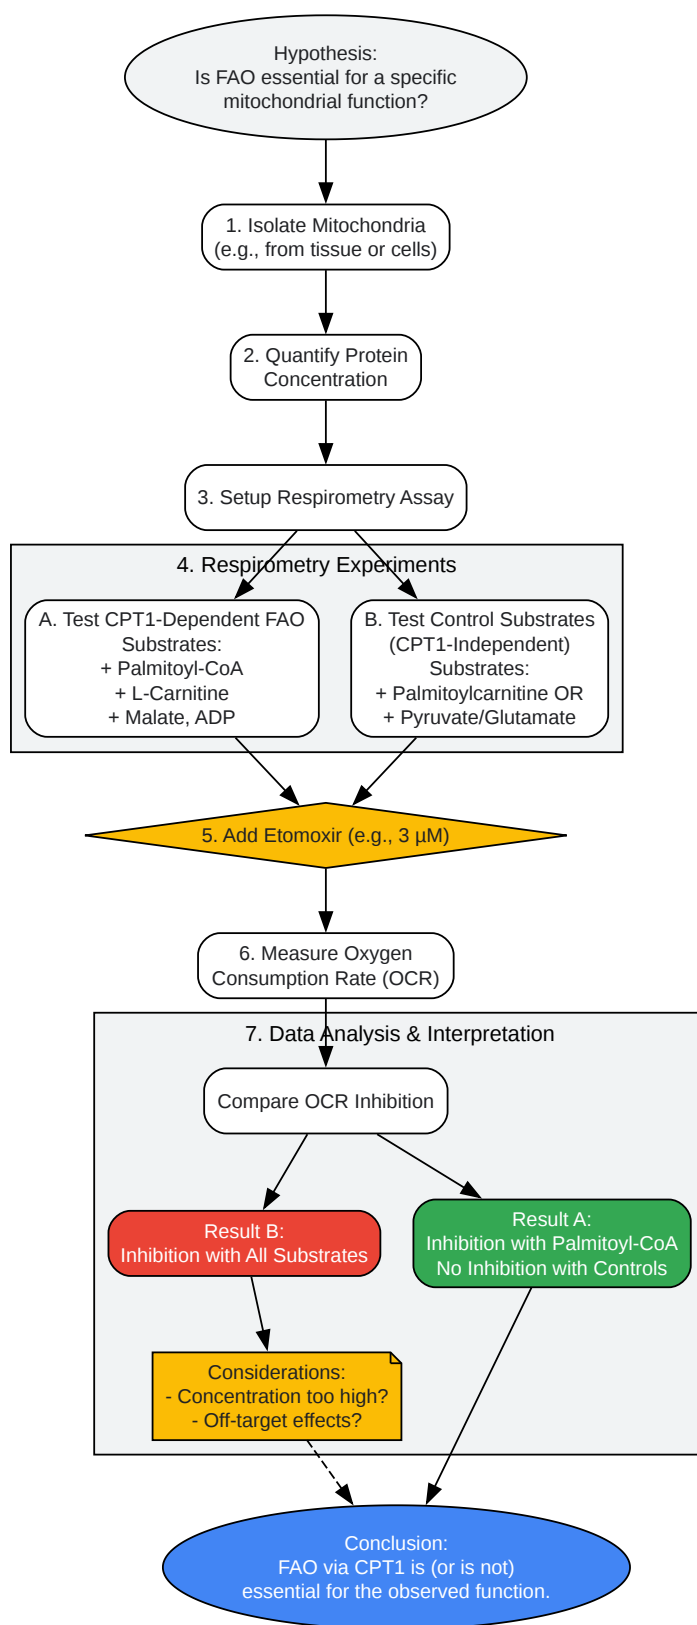 Hypothesis:
Is FAO essential for a specific
mitochondrial function?
1. Isolate Mitochondria
(e.g., from tissue or cells)
2. Quantify Protein
Concentration
3. Setup Respirometry Assay
4. Respirometry Experiments
A. Test CPT1-Dependent FAO
Substrates:
+ Palmitoyl-CoA
+ L-Carnitine
+ Malate, ADP
B. Test Control Substrates
(CPT1-Independent)
Substrates:
+ Palmitoylcarnitine OR
+ Pyruvate/Glutamate
5. Add Etomoxir (e.g., 3 µM)
6. Measure Oxygen
Consumption Rate (OCR)
7. Data Analysis & Interpretation
Compare OCR Inhibition
Result B:
Inhibition with All Substrates
Result A:
Inhibition with Palmitoyl-CoA
No Inhibition with Controls
Considerations:
- Concentration too high?
- Off-target effects?
Conclusion:
FAO via CPT1 is (or is not)
essential for the observed function.